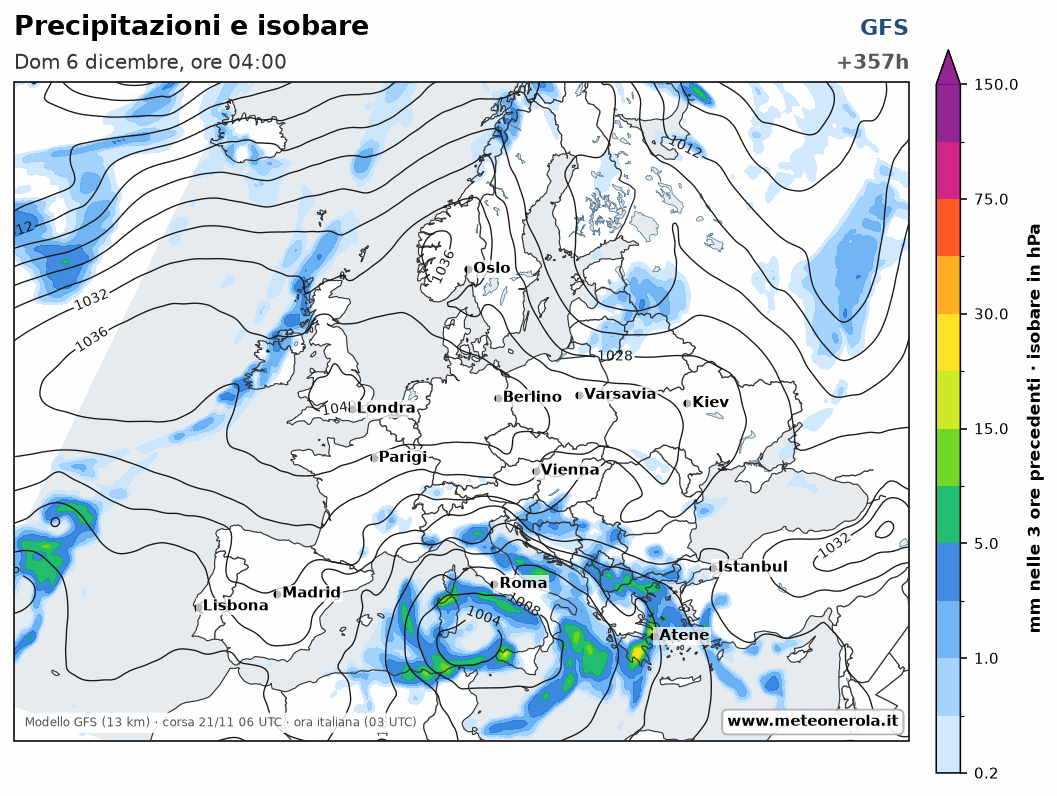 Precipitazioni e isobare
GFS
Dom 6 dicembre, ore 04:00
+357h
150.0
75.0
30.0
15.0
5.0
1.0
0.2
mm nelle 3 ore precedenti · isobare in hPa
1012
12
1036
Oslo
1032
1036
1028
Berlino
Varsavia
Kiev
104
Londra
Parigi
Vienna
1032
Istanbul
Madrid
Roma
Lisbona
1008
1004
Atene
Modello GFS (13 km) · corsa 21/11 06 UTC · ora italiana (03 UTC)
www.meteonerola.it